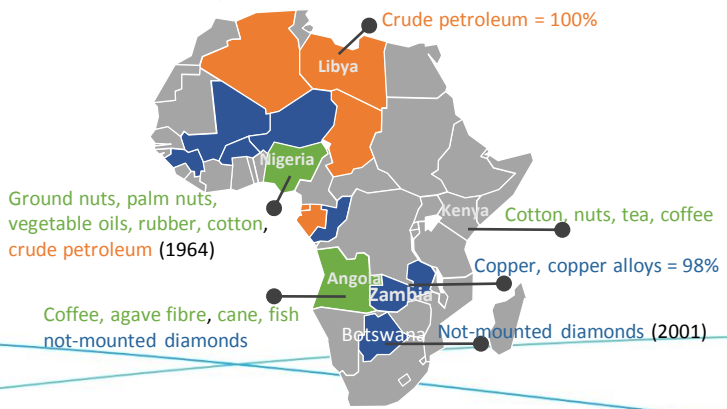 Crude petroleum = 100%
Libya
Nigeria
Ground nuts, palm nuts,
vegetable oils, rubber, cotton,
crude petroleum (1964)
Kenya
Cotton, nuts, tea, coffee
Copper, copper alloys = 98%
Angola
Zambia
Coffee, agave fibre, cane, fish
not-mounted diamonds
Botswana
Not-mounted diamonds (2001)